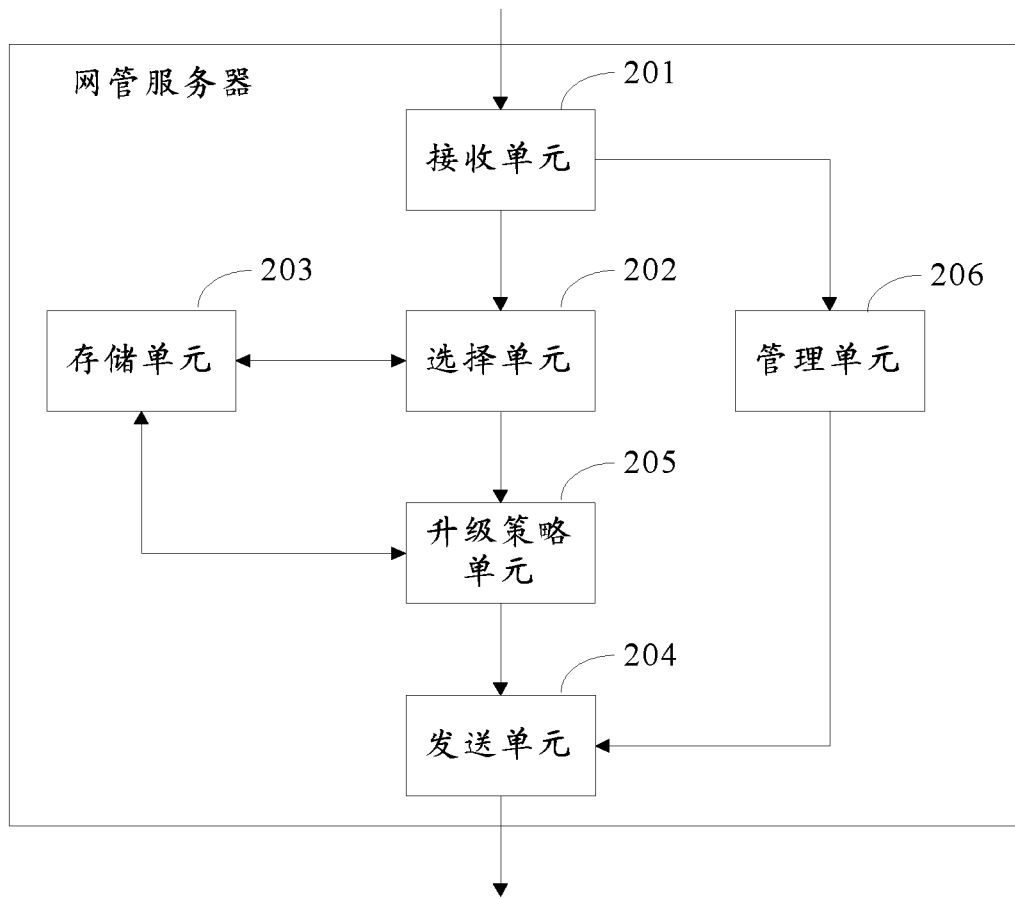 网管服务器
201
接收单元
203
202
206
存储单元
选择单元
管理单元
205
升级策略
单元
204
发送单元